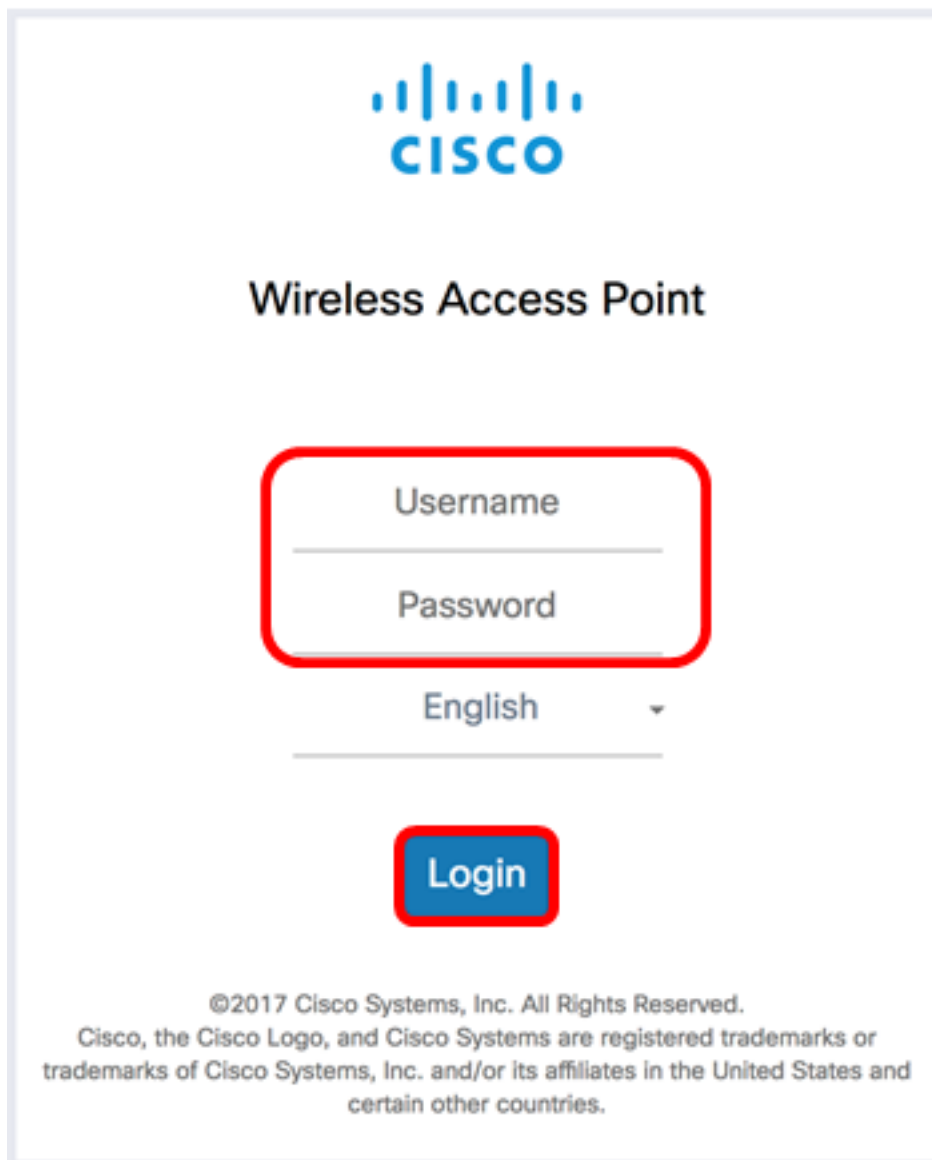 CISCO
Wireless Access Point
Username
Password
English
Login
©2017 Cisco Systems, Inc. All Rights Reserved.
Cisco, the Cisco Logo, and Cisco Systems are registered trademarks or
trademarks of Cisco Systems, Inc. and/or its affiliates in the United States and
certain other countries.